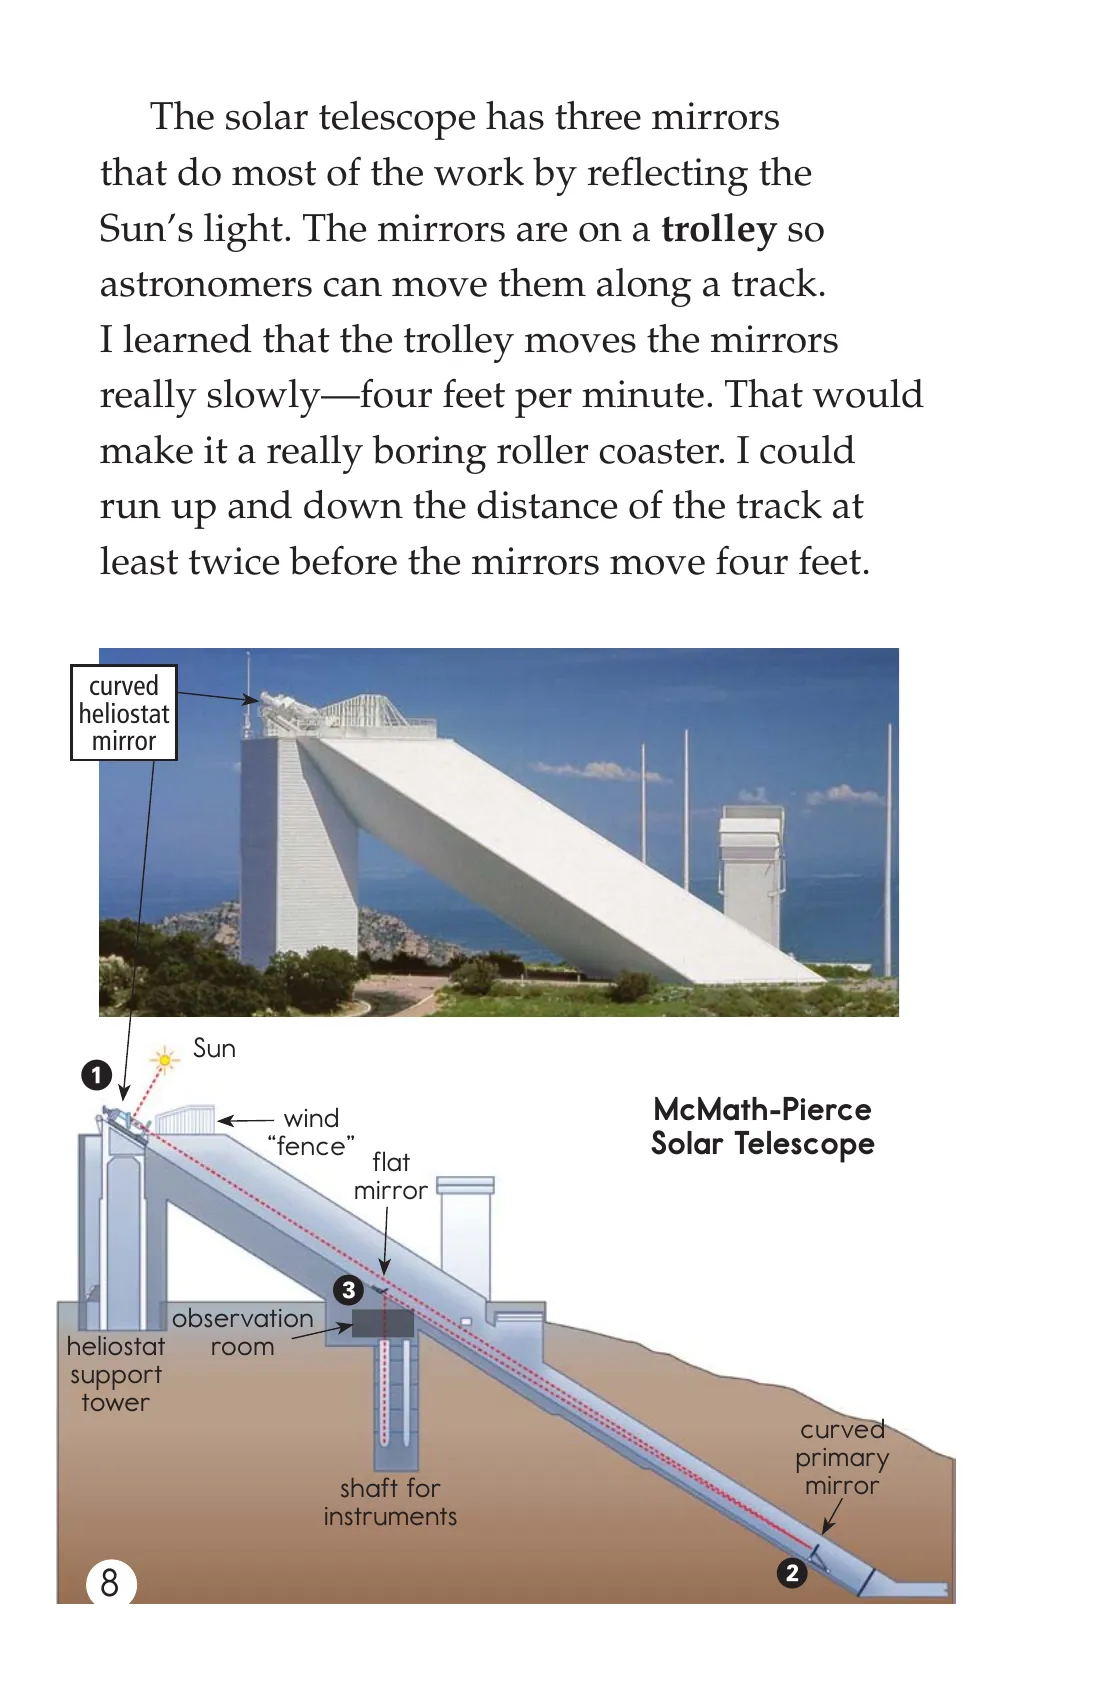 The solar telescope has three mirrors
that do most of the work by reflecting the
Sun’s light. The mirrors are on a trolley so
astronomers can move them along a track.
I learned that the trolley moves the mirrors
really slowly—four feet per minute. That would
make it a really boring roller coaster. I could
run up and down the distance of the track at
least twice before the mirrors move four feet.
curved
heliostat
mirror
1
Sun
wind
“fence”
flat
mirror
McMath-Pierce
Solar Telescope
3
observation
room
heliostat
support
tower
shaft for
instruments
curved
primary
mirror
2
8